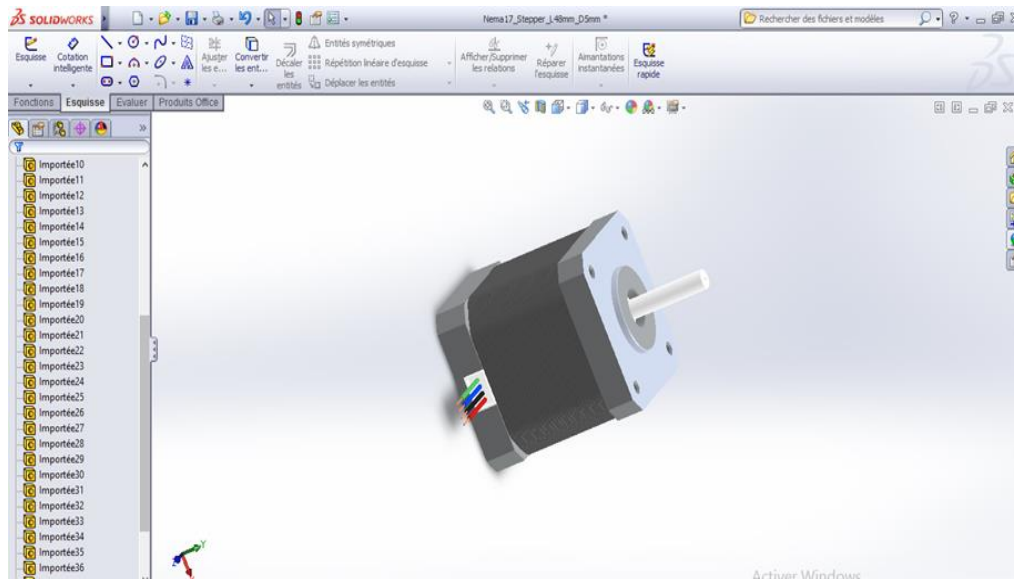 SOLIDWORKS
Nema17_Stepper_L48mm_D5mm *
Rechercher des fichiers et modèles
Esquisse
Cotation intelligente
Ajuster les e...
Convertir les ent...
Décaler les entités
Entités symétriques
Répétition linéaire d'esquisse
Déplacer les entités
Afficher/Supprimer les relations
Réparer l'esquisse
Aimantations instantanées
Esquisse rapide
Fonctions Esquisse Evaluer Produits Office
Importée10
Importée11
Importée12
Importée13
Importée14
Importée15
Importée16
Importée17
Importée18
Importée19
Importée20
Importée21
Importée22
Importée23
Importée24
Importée25
Importée26
Importée27
Importée28
Importée29
Importée30
Importée31
Importée32
Importée33
Importée34
Importée35
Importée36
Y
Activer Windows